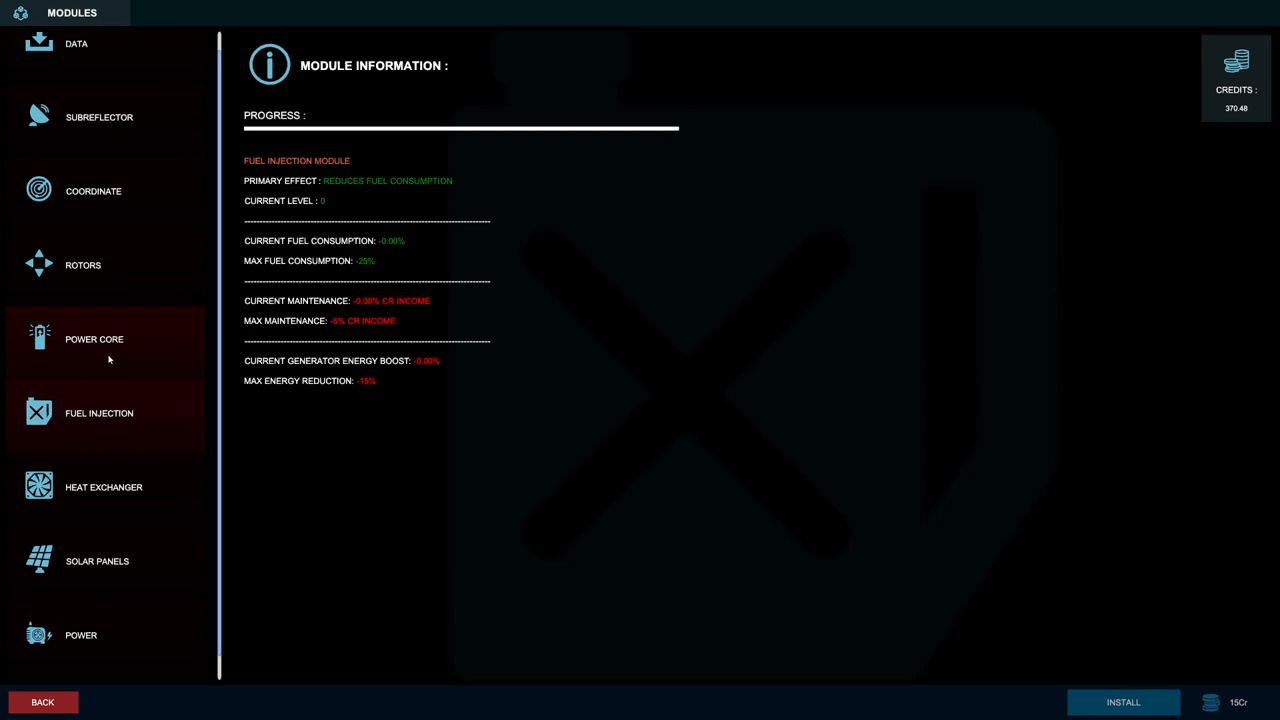 MODULES
DATA
SUBREFLECTOR
COORDINATE
ROTORS
POWER CORE
FUEL INJECTION
HEAT EXCHANGER
SOLAR PANELS
POWER
MODULE INFORMATION :
PROGRESS :
FUEL INJECTION MODULE
PRIMARY EFFECT : REDUCES FUEL CONSUMPTION
CURRENT LEVEL : 0
--------------------------------------------------------------------------------
CURRENT FUEL CONSUMPTION: -0.00%
MAX FUEL CONSUMPTION: -25%
--------------------------------------------------------------------------------
CURRENT MAINTENANCE: -0.00% CR INCOME
MAX MAINTENANCE: -5% CR INCOME
--------------------------------------------------------------------------------
CURRENT GENERATOR ENERGY BOOST: -0.00%
MAX ENERGY REDUCTION: -15%
CREDITS :
370.48
BACK
INSTALL
15Cr